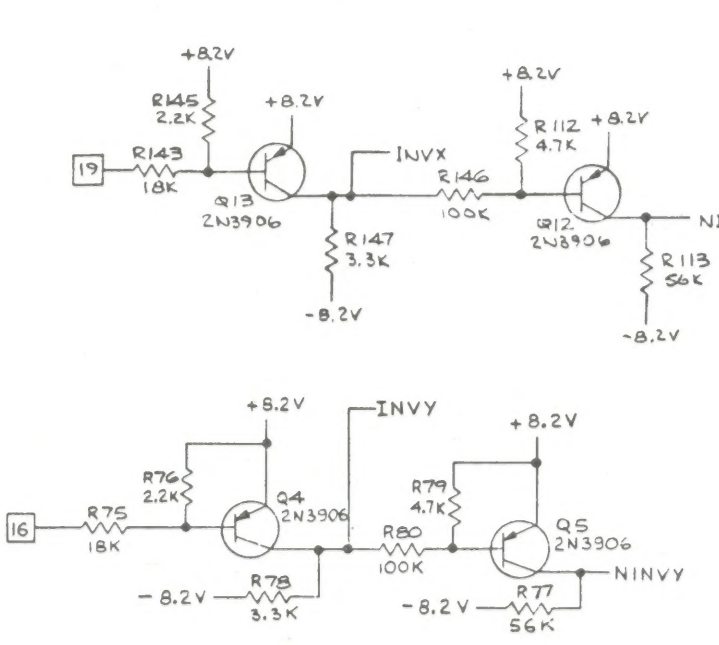 +8.2V
R145
2.2K
+8.2V
19
R143
18K
Q13
2N3906
INVX
R147
3.3K
-8.2V
R146
100K
+8.2V
R112
4.7K
+8.2V
Q12
2N3906
NI
R113
56K
-8.2V
+8.2V
INVY
R76
2.2K
Q4
2N3906
16
R75
18K
R78
3.3K
-8.2V
R80
100K
+8.2V
R79
4.7K
Q5
2N3906
NINVY
-8.2V
R77
56K